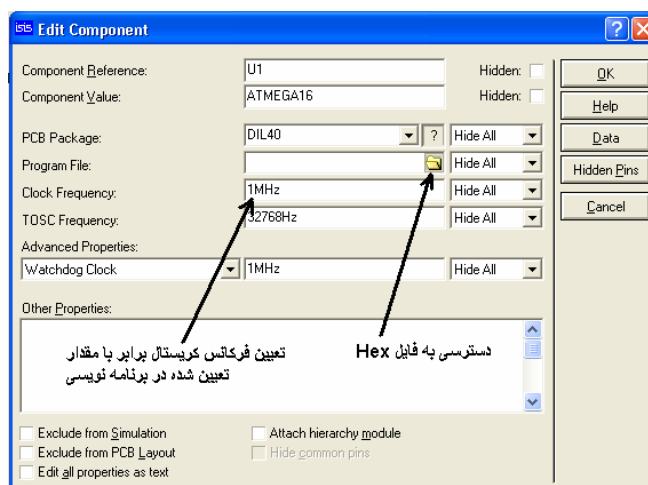 isis Edit Component
Component Reference: U1 Hidden:
Component Value: ATMEGA16 Hidden:
OK
Help
PCB Package: DIL40 ? Hide All
Data
Program File: Hide All
Hidden Pins
Clock Frequency: 1MHz Hide All
TOSC Frequency: 32768Hz Hide All
Cancel
Advanced Properties:
Watchdog Clock 1MHz Hide All
Other Properties:
تعیین فرکانس کریستال برابر با مقدار
تعیین شده در برنامه نویسی
دسترسی به فایل Hex
Exclude from Simulation Attach hierarchy module
Exclude from PCB Layout Hide common pins
Edit all properties as text